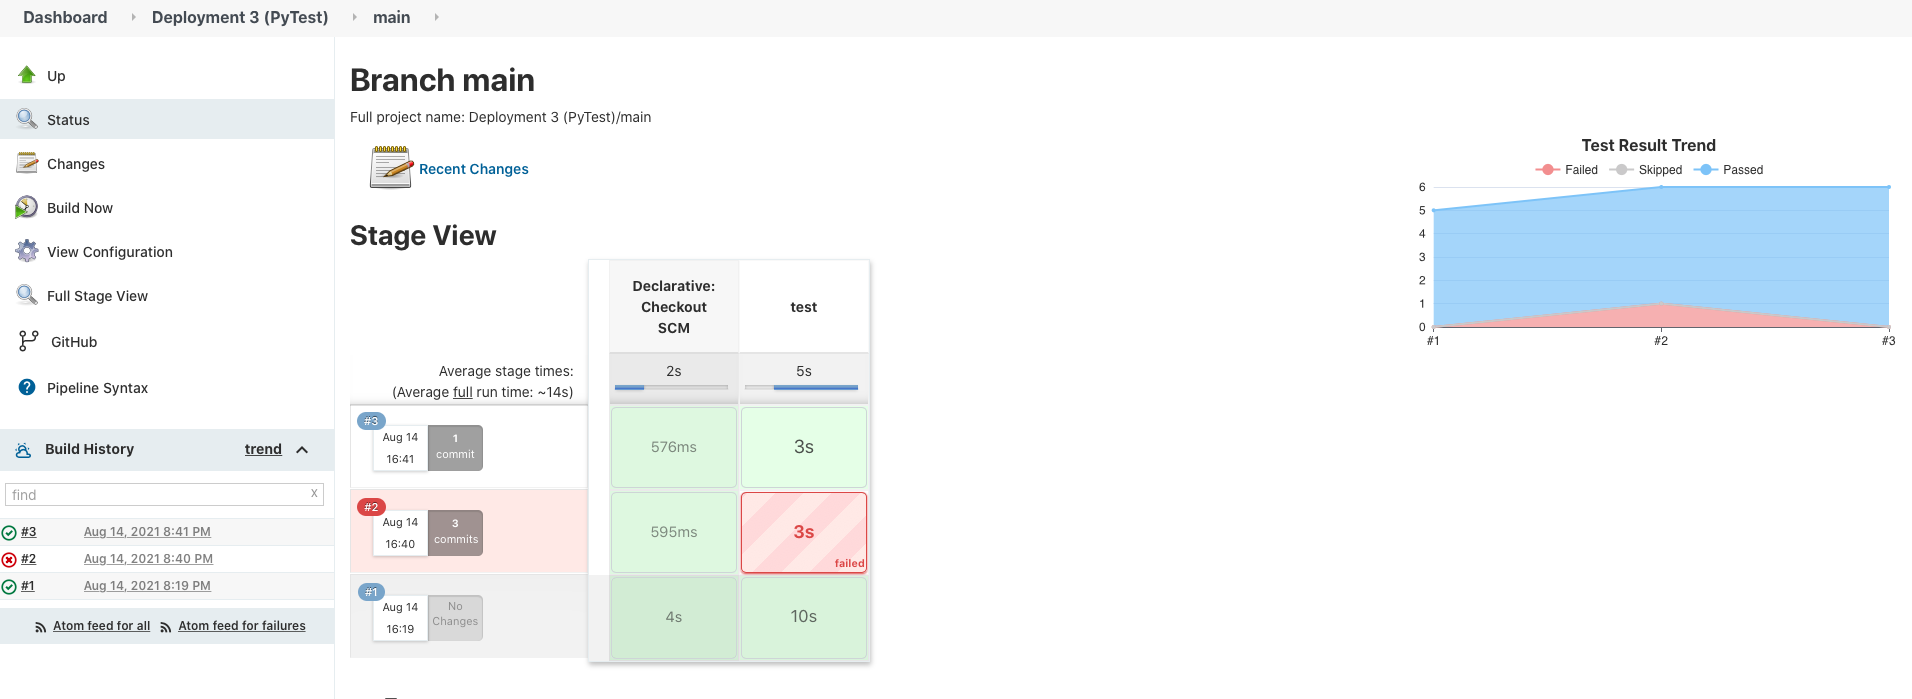 Dashboard Deployment 3 (PyTest) main
Up
Status
Changes
Build Now
View Configuration
Full Stage View
GitHub
Pipeline Syntax
Build History trend
find X
#3 Aug 14, 2021 8:41 PM
#2 Aug 14, 2021 8:40 PM
#1 Aug 14, 2021 8:19 PM
Atom feed for all Atom feed for failures
Branch main
Full project name: Deployment 3 (PyTest)/main
Recent Changes
Stage View
Declarative:
Checkout
SCM
test
Average stage times:
(Average full run time: ~14s)
2s
5s
#3
Aug 14
16:41
1
commit
576ms
3s
#2
Aug 14
16:40
3
commits
595ms
3s
failed
#1
Aug 14
16:19
No
Changes
4s
10s
Test Result Trend
Failed Skipped Passed
6
5
4
3
2
1
0
#1 #2 #3